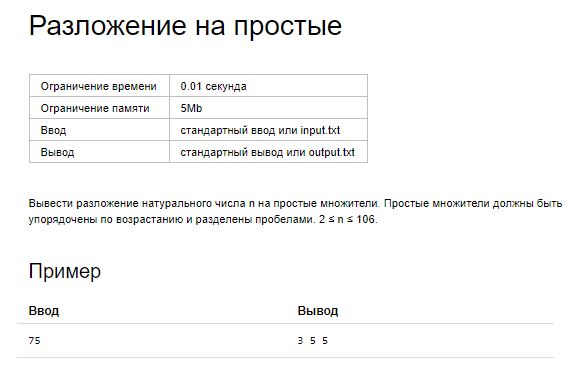 Разложение на простые
Ограничение времени 0.01 секунда
Ограничение памяти 5Mb
Ввод стандартный ввод или input.txt
Вывод стандартный вывод или output.txt
Вывести разложение натурального числа n на простые множители. Простые множители должны быть
упорядочены по возрастанию и разделены пробелами. 2 ≤ n ≤ 106.
Пример
Ввод Вывод
75 3 5 5